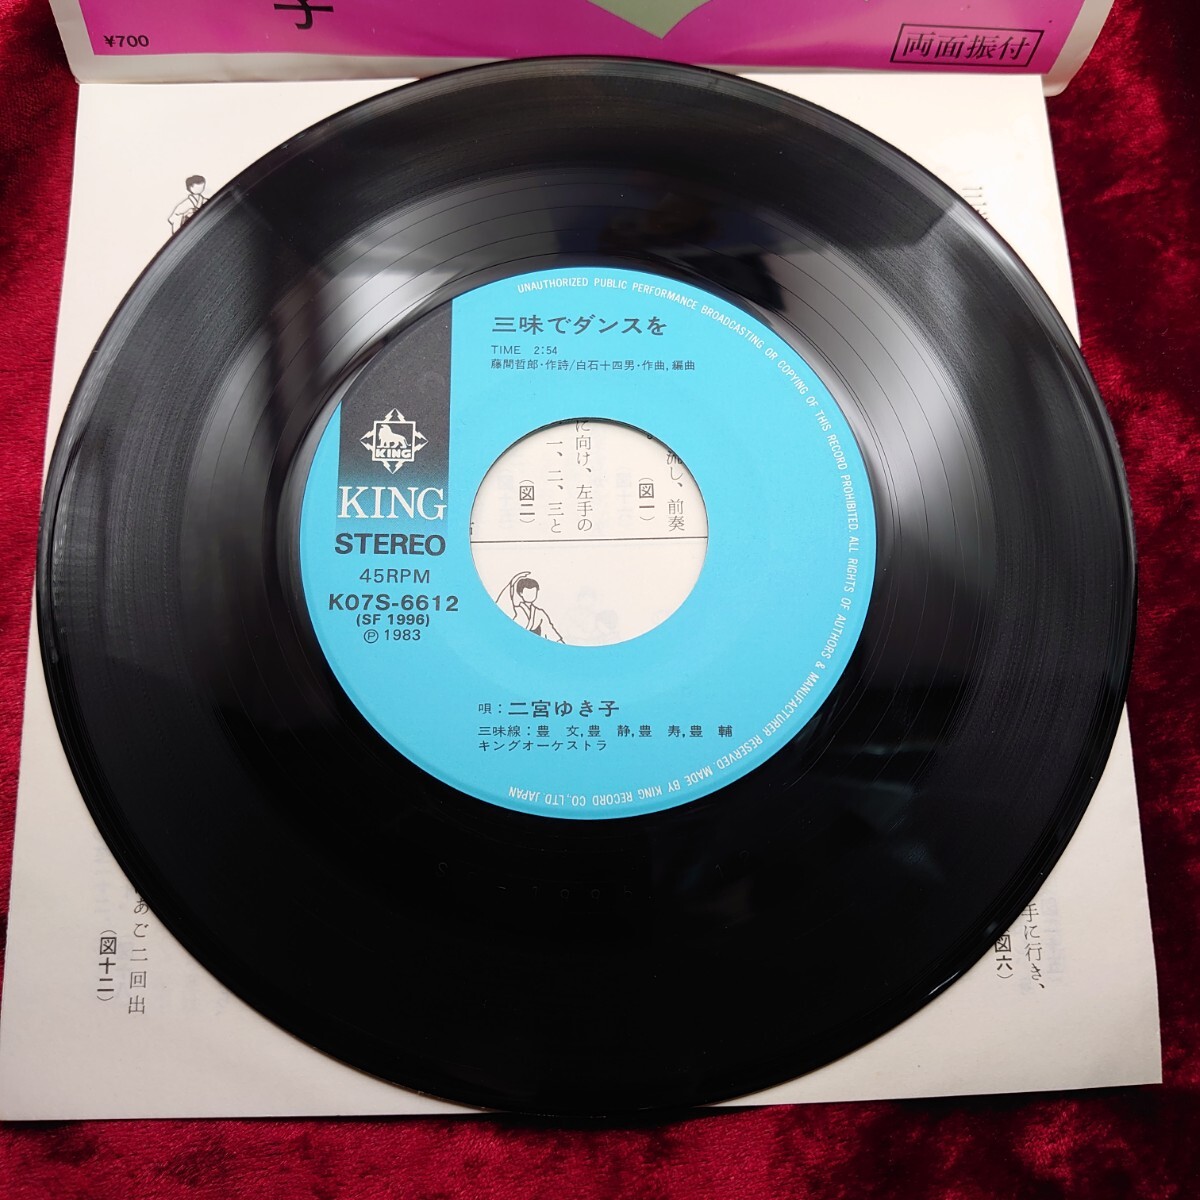 子
¥700
両面振付
三味でダンスを
TIME 2:54
藤間哲郎・作詩/白石十四男・作曲,編曲
KING
KING
STEREO
45RPM
K07S-6612
(SF 1996)
Ⓟ 1983
唄：二宮ゆき子
三味線：豊 文,豊 静,豊 寿,豊 輔
キングオーケストラ
UNAUTHORIZED PUBLIC PERFORMANCE BROADCASTING OR COPYING OF THIS RECORD PROHIBITED. ALL RIGHTS OF AUTHORS & MANUFACTURER RESERVED. MADE BY KING RECORD CO., LTD. JAPAN
流し、前奏
(図一)
に向け、左手の
一、二、三と
(図二)
手に行き、
(図六)
あご二回出
(図十二)